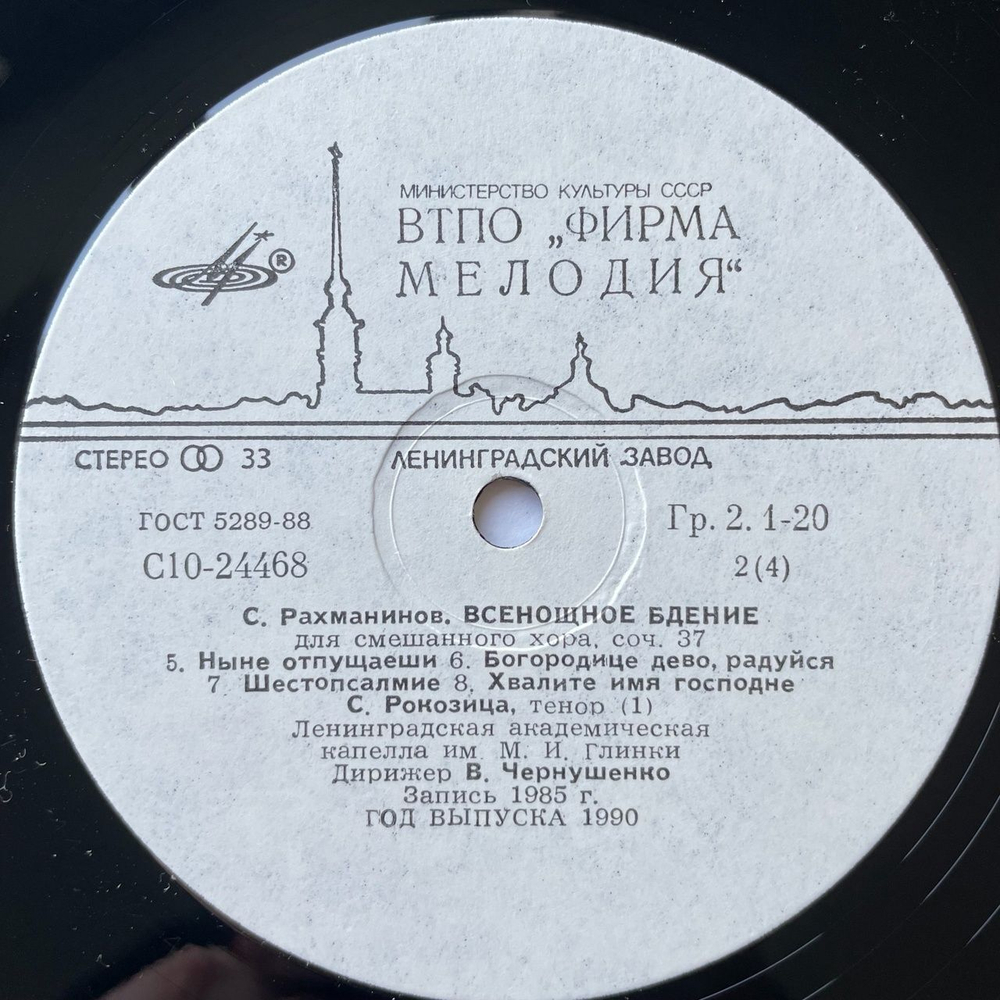 МИНИСТЕРСТВО КУЛЬТУРЫ СССР
ВТПО „ФИРМА
МЕЛОДИЯ“
®
СТЕРЕО 33
ЛЕНИНГРАДСКИЙ ЗАВОД
ГОСТ 5289-88
Гр. 2. 1-20
С10-24468
2(4)
С. Рахманинов. ВСЕНОЩНОЕ БДЕНИЕ
для смешанного хора, соч. 37
5. Ныне отпущаеши 6. Богородице дево, радуйся
7 Шестопсалмие 8. Хвалите имя господне
С. Рокозица, тенор (1)
Ленинградская академическая
капелла им М. И. Глинки
Дирижер В. Чернушенко
Запись 1985 г.
ГОД ВЫПУСКА 1990